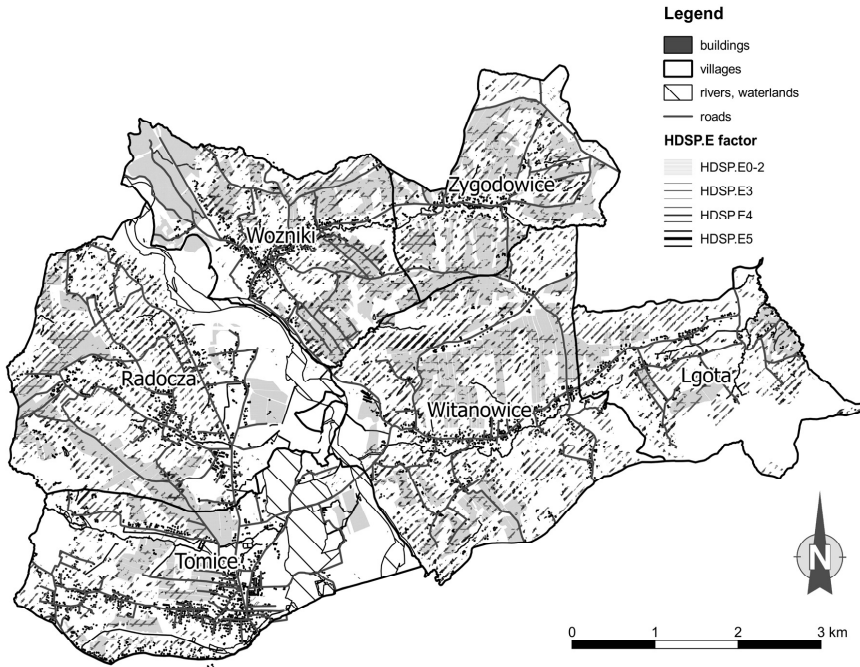 Legend
buildings
villages
rivers, waterlands
roads
HDSP.E factor
HDSP.E0-2
HDSP.E3
HDSP.E4
HDSP.E5
Zygodowice
Wozniki
Radocza
Lgota
Witanowice
Tomice
N
0 1 2 3 km